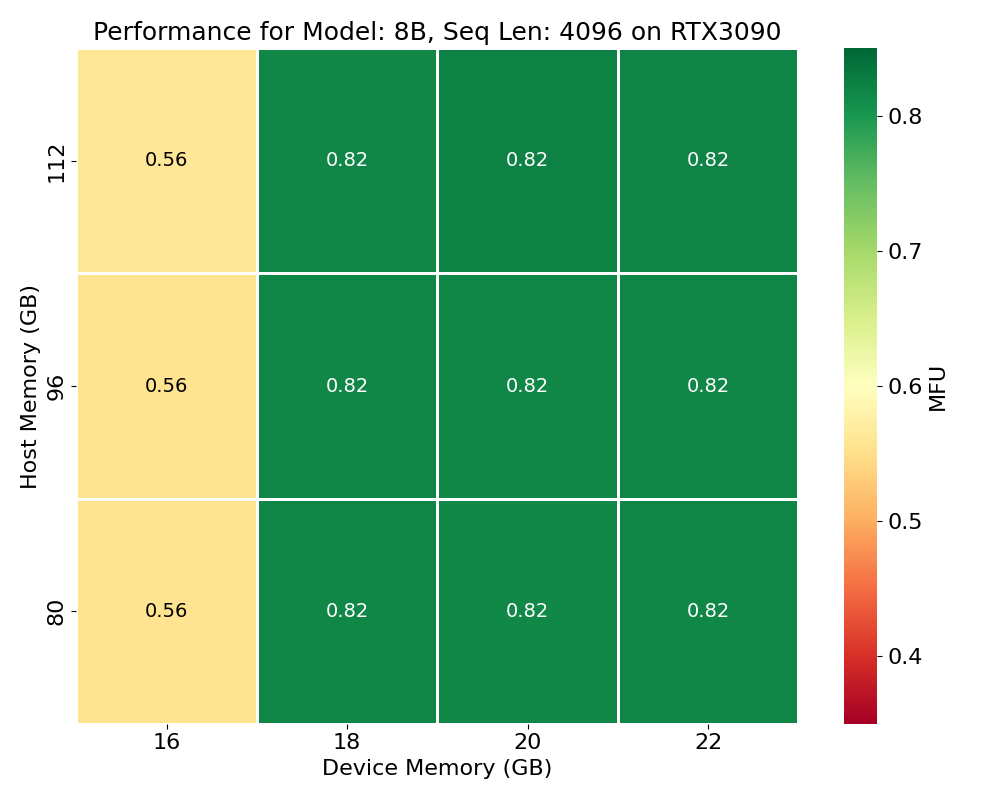 Performance for Model: 8B, Seq Len: 4096 on RTX3090
Host Memory (GB)
112
0.56 0.82 0.82 0.82
96
0.56 0.82 0.82 0.82
80
0.56 0.82 0.82 0.82
16 18 20 22
Device Memory (GB)
0.8
0.7
0.6
0.5
0.4
MFU